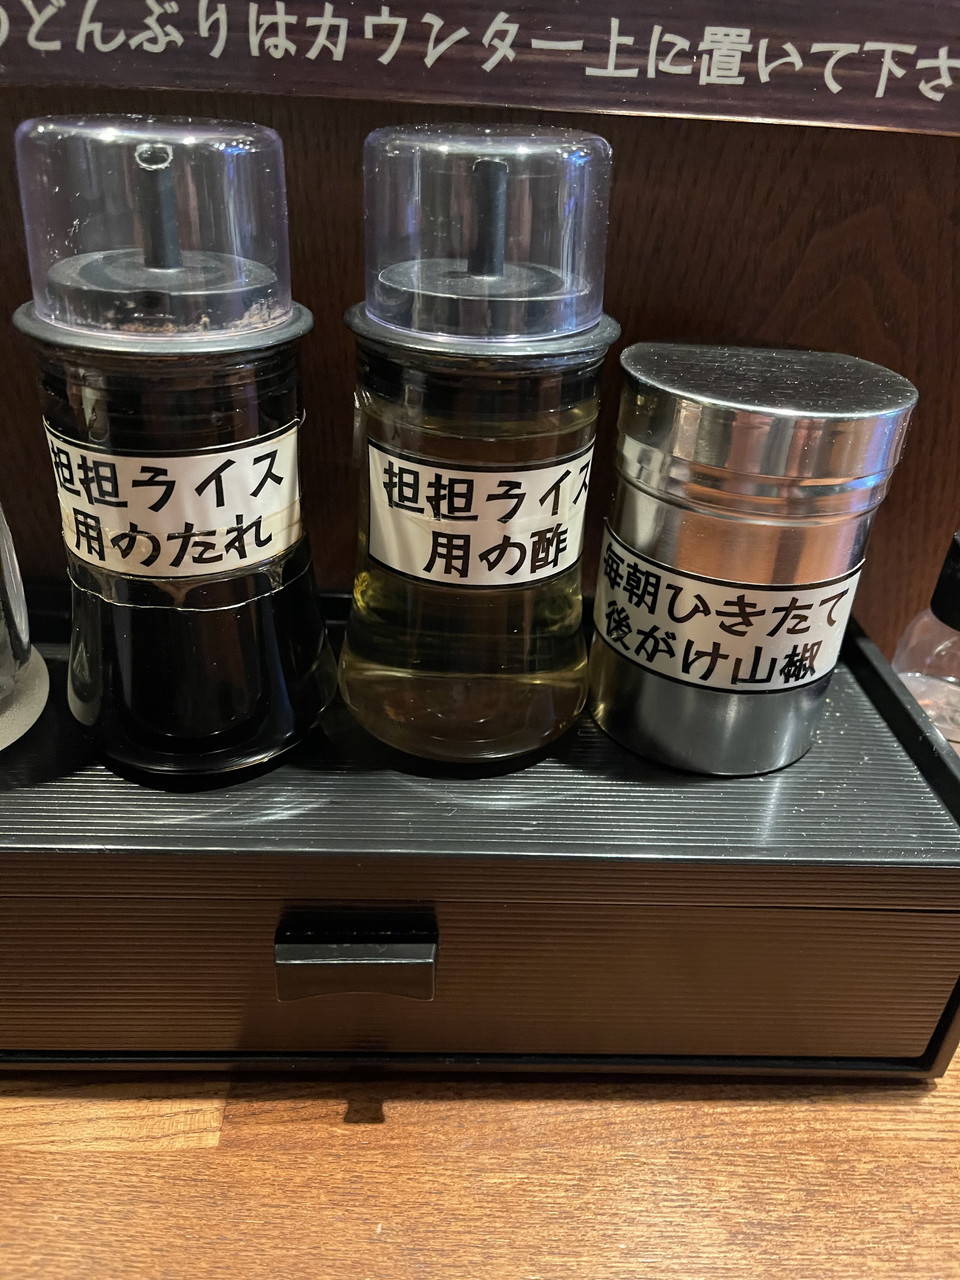 のどんぶりはカウンター上に置いて下さ
担担ライス
用のたれ
担担ライス
用の酢
毎朝ひきたて
後がけ山椒